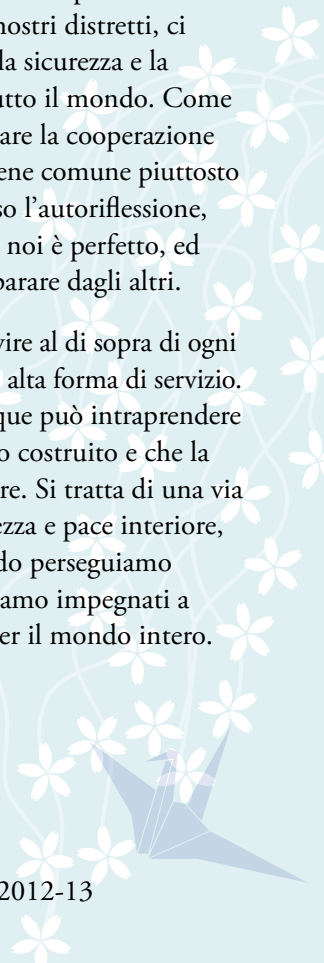 nostri distretti, ci
la sicurezza e la
utto il mondo. Come
are la cooperazione
ene comune piuttosto
so l’autoriflessione,
noi è perfetto, ed
parare dagli altri.
vire al di sopra di ogni
alta forma di servizio.
que può intraprendere
o costruito e che la
re. Si tratta di una via
ezza e pace interiore,
do perseguiamo
amo impegnati a
er il mondo intero.
2012-13